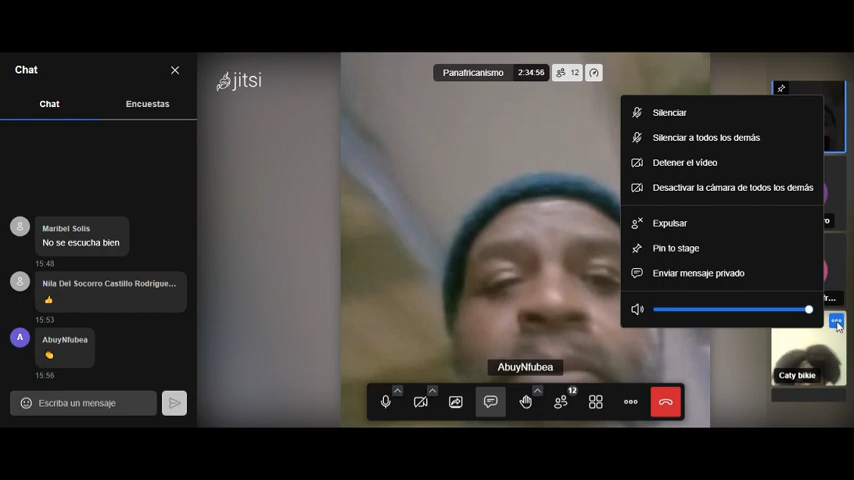 Chat
jitsi
Panafricanismo 2:34:56 12
Chat Encuestas
Silenciar
Silenciar a todos los demás
Detener el vídeo
Desactivar la cámara de todos los demás
Expulsar
Pin to stage
Enviar mensaje privado
Maribel Solis
No se escucha bien
15:48
Nila Del Socorro Castillo Rodrígue...
15:53
A
AbuyNfubea
15:56
Escriba un mensaje
AbuyNfubea
Caty bikie
12